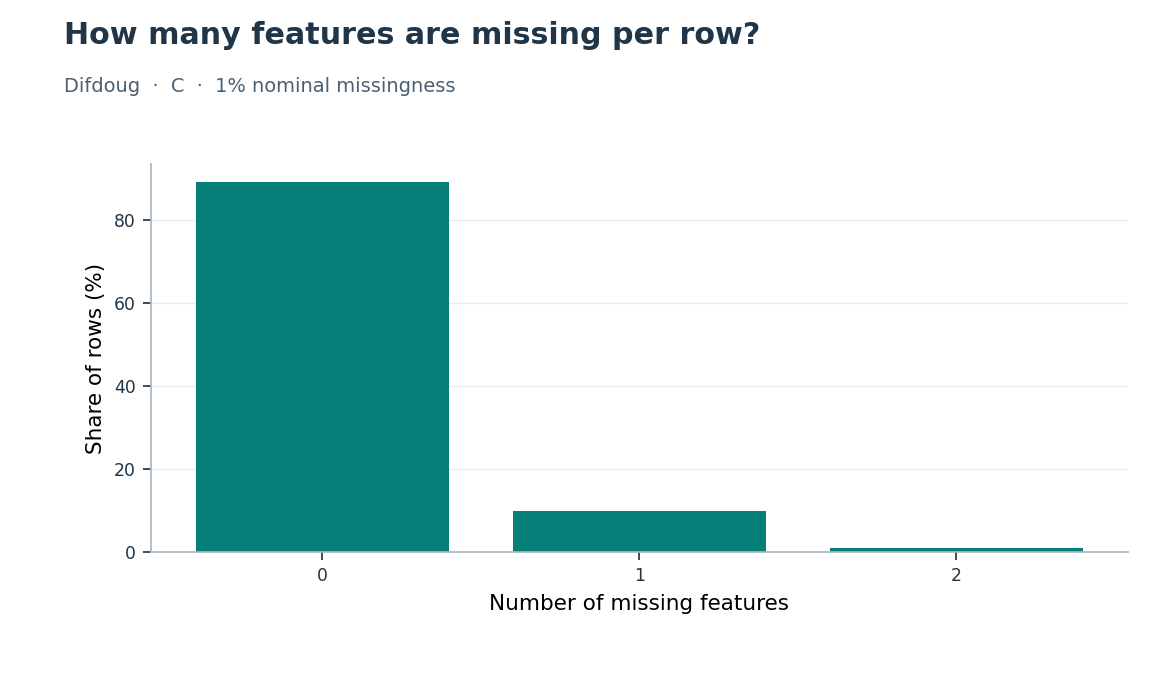 How many features are missing per row?
Difdoug · C · 1% nominal missingness
Share of rows (%)
80
60
40
20
0
0 1 2
Number of missing features